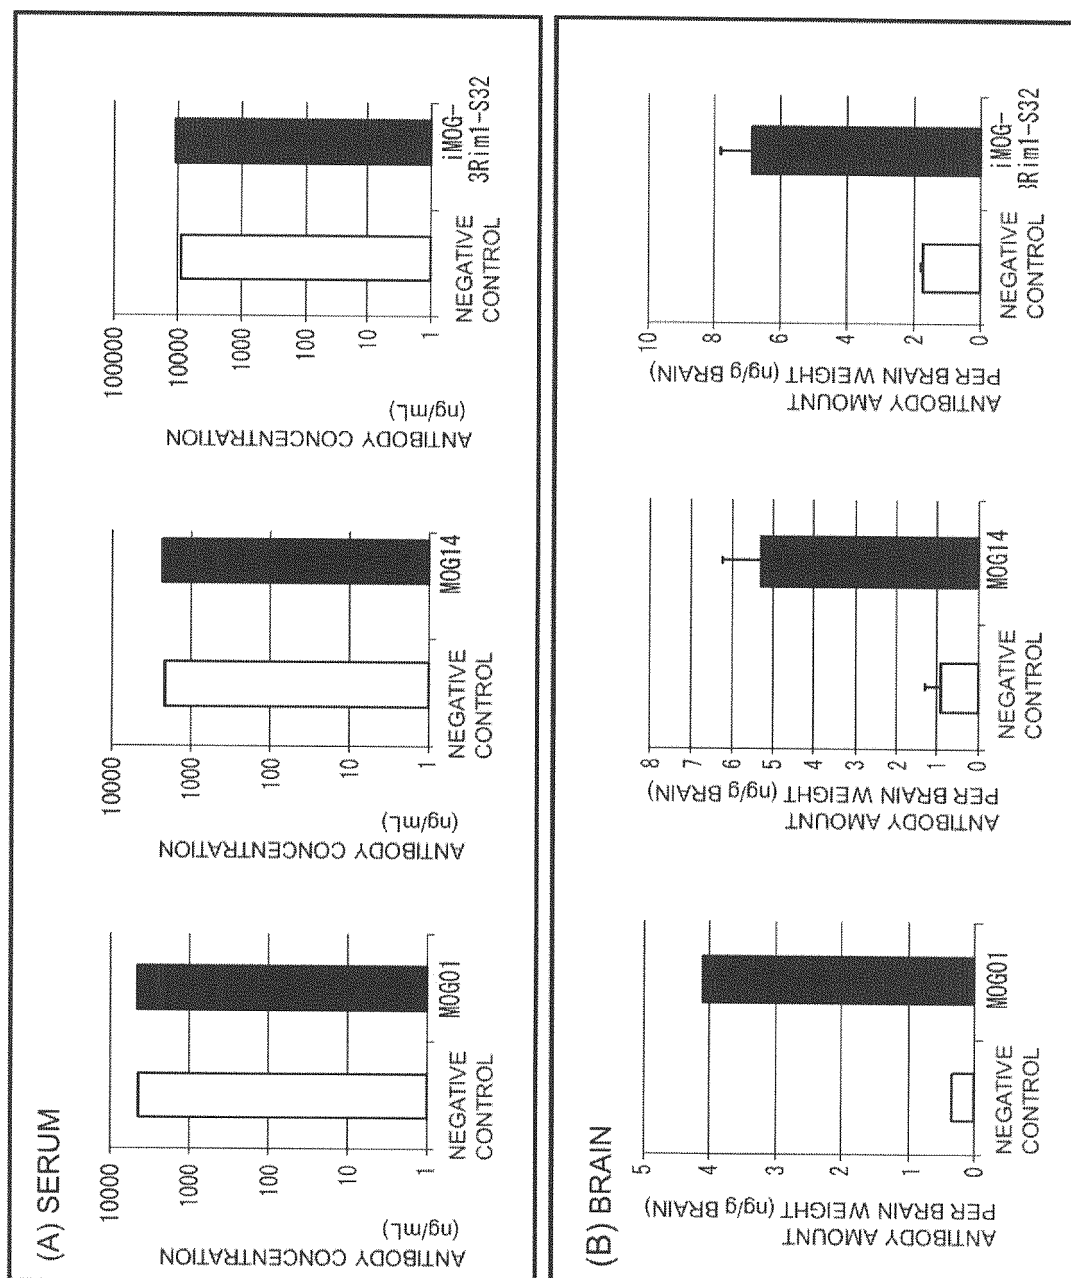 (A) SERUM
ANTIBODY CONCENTRATION
(ng/mL)
10000
1000
100
10
1
NEGATIVE
CONTROL
MOG01
ANTIBODY CONCENTRATION
(ng/mL)
10000
1000
100
10
1
NEGATIVE
CONTROL
MOG14
ANTIBODY CONCENTRATION
(ng/mL)
100000
10000
1000
100
10
1
NEGATIVE
CONTROL
iMOG-
3Rim1-S32
(B) BRAIN
ANTIBODY AMOUNT
PER BRAIN WEIGHT (ng/g BRAIN)
5
4
3
2
1
0
NEGATIVE
CONTROL
MOG01
ANTIBODY AMOUNT
PER BRAIN WEIGHT (ng/g BRAIN)
8
7
6
5
4
3
2
1
0
NEGATIVE
CONTROL
MOG14
ANTIBODY AMOUNT
PER BRAIN WEIGHT (ng/g BRAIN)
10
8
6
4
2
0
NEGATIVE
CONTROL
iMOG-
3Rim1-S32